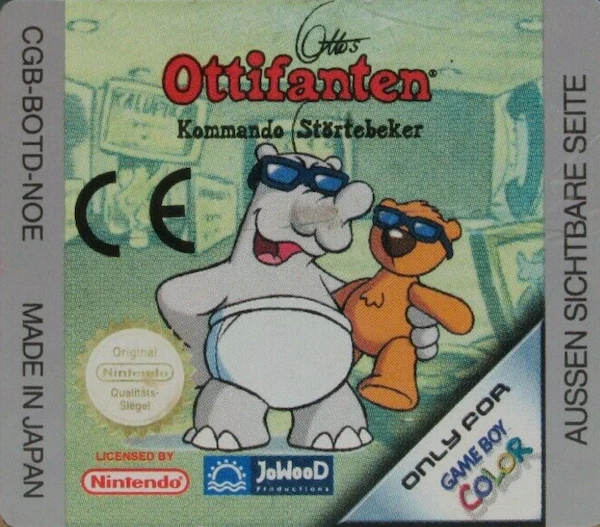 Ottos
Ottifanten®
Kommando Störtebeker
CE
Original
Nintendo
Qualitäts-
Siegel
LICENSED BY
Nintendo®
JoWooD
Productions
ONLY FOR
GAME BOY
COLOR
CGB-BOTD-NOE
MADE IN JAPAN
AUSSEN SICHTBARE SEITE